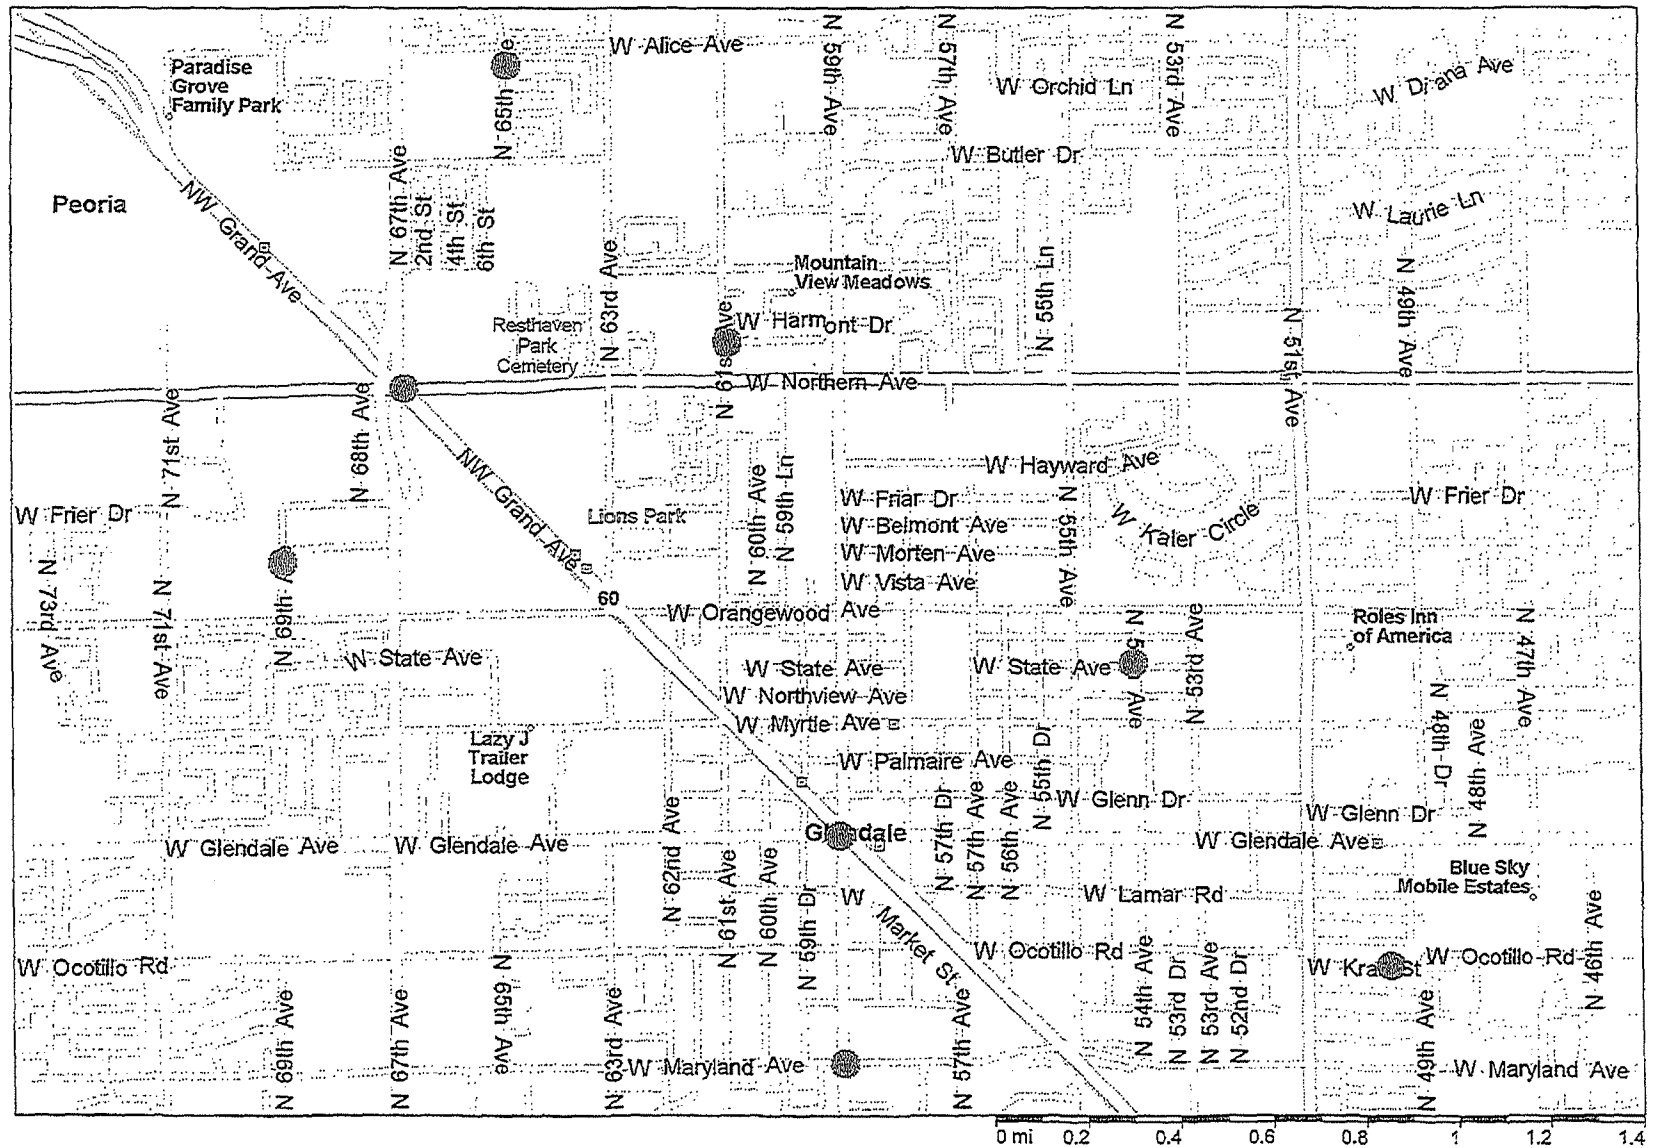 W Alice Ave
N 59th Ave
N 57th Ave
N 53rd Ave
Paradise
Grove
Family Park
W Orchid Ln
W Diana Ave
N 65th
W Butler Dr
Peoria
NW Grand Ave
N 67th Ave
2nd St
4th St
6th St
N 63rd Ave
W Laurie Ln
Mountain
View Meadows
N 55th Ln
N 49th Ave
Resthaven
Park
Cemetery
W Harmont Dr
N 61st Ave
N 51st Ave
W Northern Ave
N 71st Ave
N 68th Ave
NW Grand Ave
W Hayward Ave
N 60th Ave
N 59th Ln
W Friar Dr
N 55th Ave
W Frier Dr
W Frier Dr
Lions Park
W Belmont Ave
W Kaler Circle
W Morten Ave
W Vista Ave
N 73rd Ave
N 71st Ave
N 69th
60
W Orangewood Ave
N 53rd Ave
Roles Inn
of America
N 47th Ave
W State Ave
W State Ave
W State Ave
Ave
W Northview Ave
W Myrtle Ave
N 48th Dr
N 48th Ave
Lazy J
Trailer
Lodge
W Palmaire Ave
N 55th Dr
N 57th Dr
N 57th Ave
N 56th Ave
W Glenn Dr
W Glenn Dr
N 62nd Ave
Glendale
W Glendale Ave
W Glendale Ave
W Glendale Ave
Blue Sky
Mobile Estates
N 61st Ave
N 60th Ave
N 59th Dr
W Market St
W Lamar Rd
N 46th Ave
W Ocotillo Rd
W Ocotillo Rd
W Ocotillo Rd
N 65th Ave
N 54th Ave
N 53rd Dr
N 53rd Ave
N 52nd Dr
N 69th Ave
N 67th Ave
N 63rd Ave
W Maryland Ave
N 57th Ave
N 49th Ave
W Maryland Ave
0 mi 0.2 0.6 0.8 1 1.2 1.4